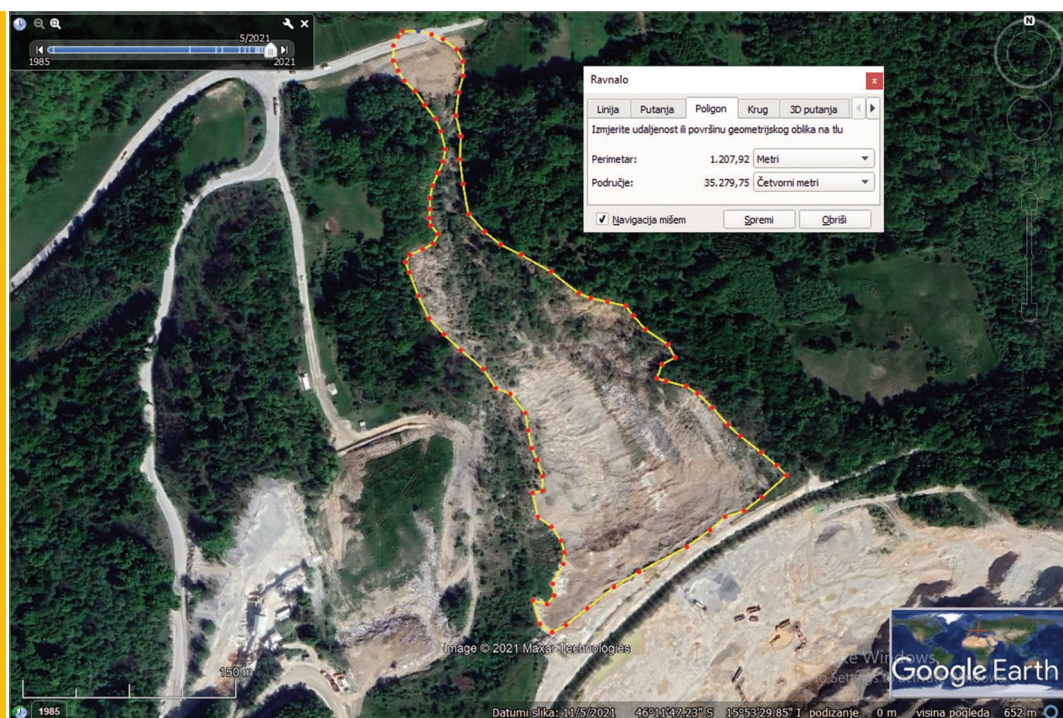 5/2021
1985
2021
Ravnalo
x
Linija Putanja Poligon Krug 3D putanja
Izmjerite udaljenost ili površinu geometrijskog oblika na tlu
Perimetar: 1.207,92 Metri
Područje: 35.279,75 Četvorni metri
Navigacija mišem Spremi Obriši
N
Image © 2021 Maxar Technologies
150 m
Google Earth
1985
Datumi slika: 11/5/2021 46°11'47.23" S 15°53'29.85" I podizanje 0 m visina pogleda 652 m